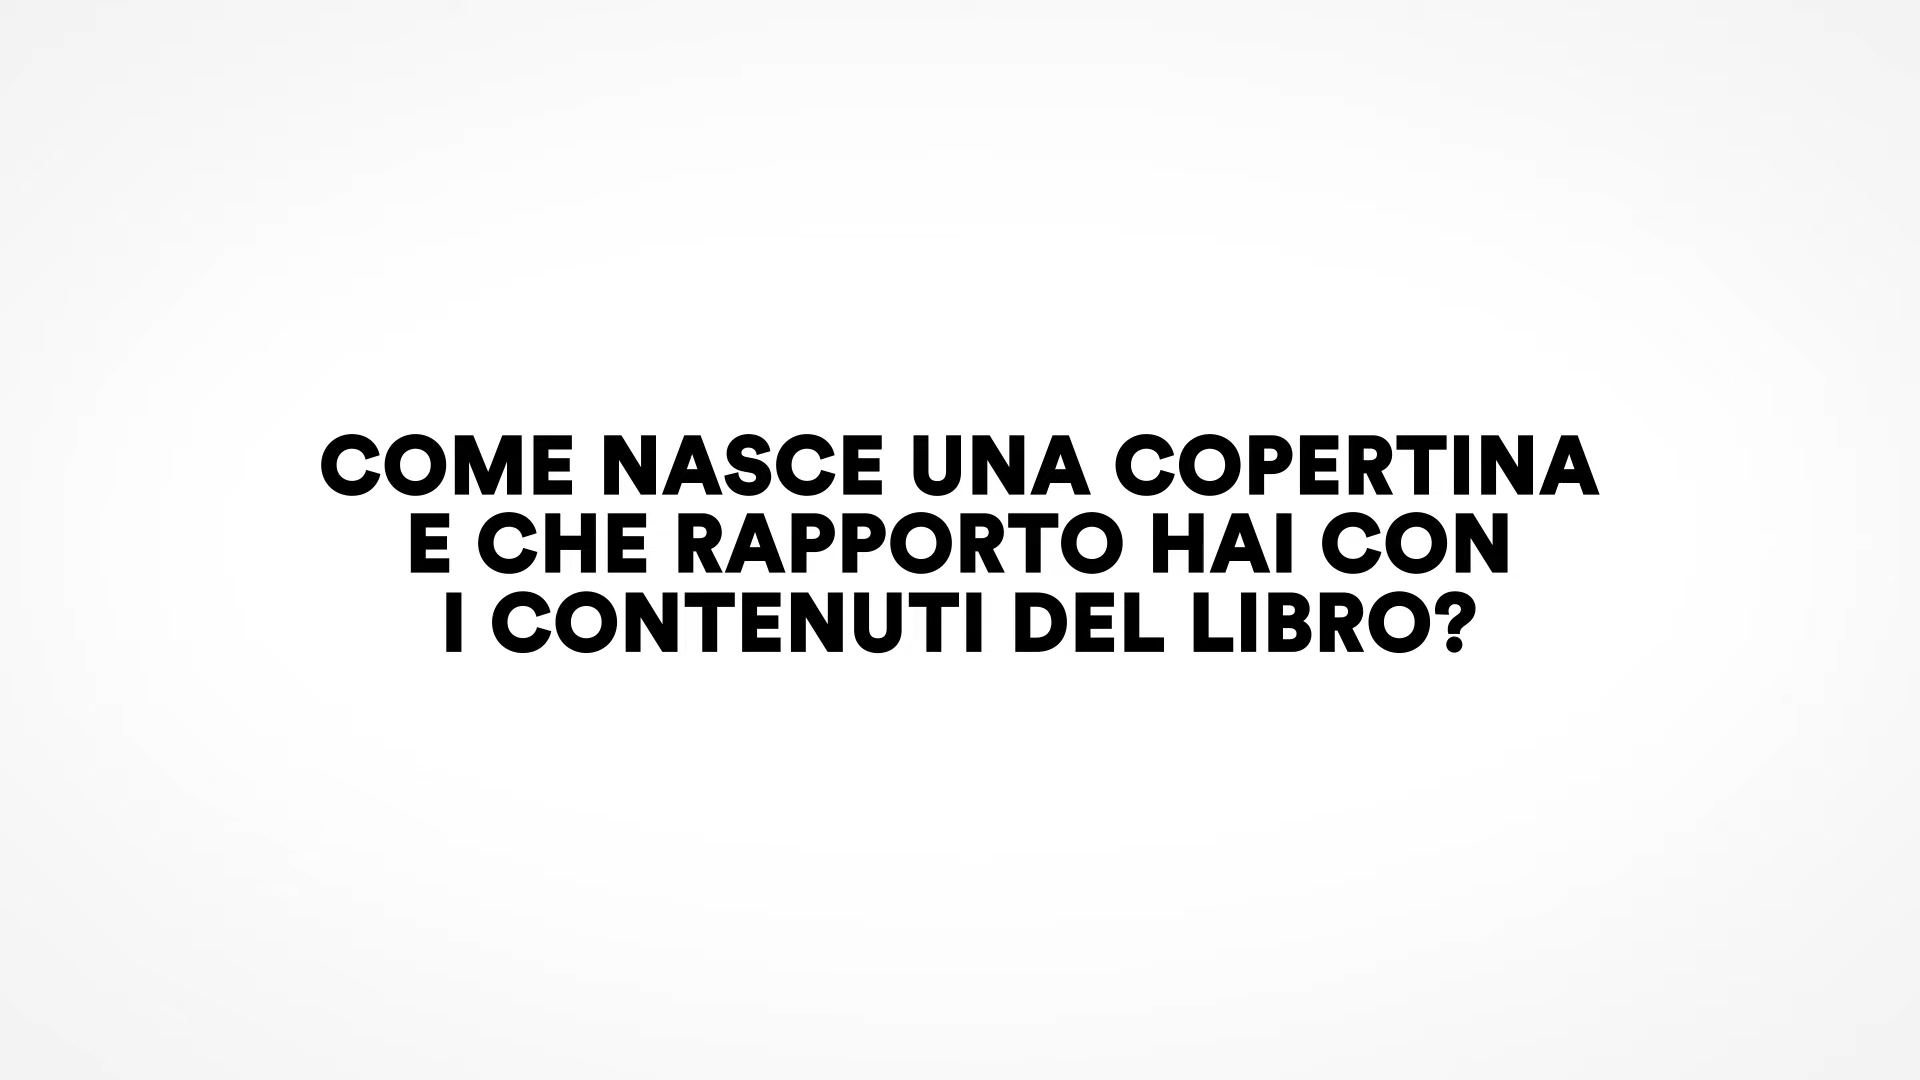 COME NASCE UNA COPERTINA
E CHE RAPPORTO HAI CON
I CONTENUTI DEL LIBRO?